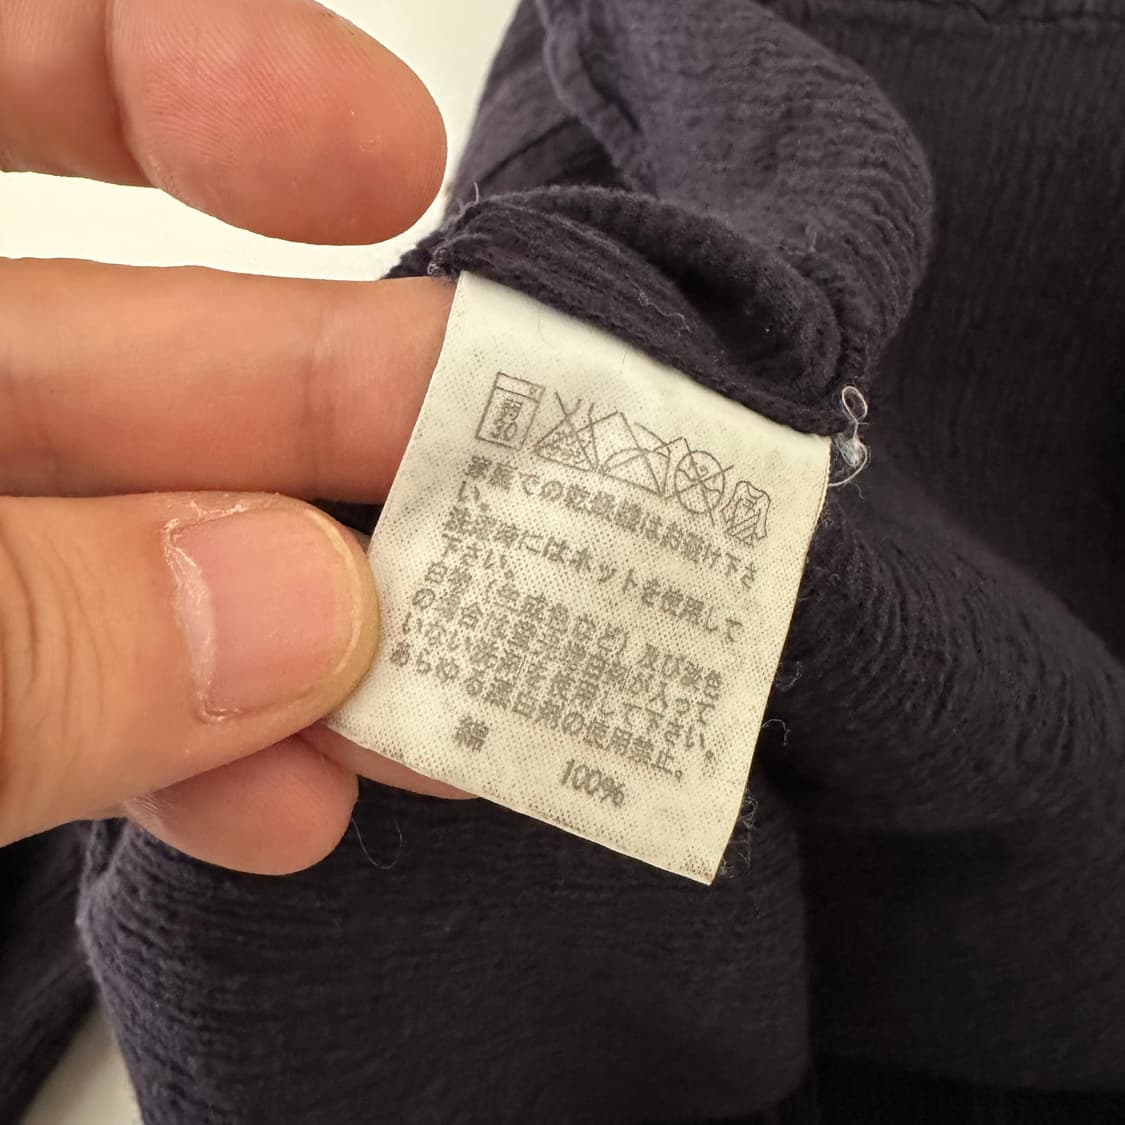 弱
30
家庭での乾燥機はお避け下さ
い。
洗濯時にはネットを使用して
下さい。
白物(生成色など)及び淡色
の場合は蛍光増白剤が入って
いない洗剤を使用して下さい。
あらゆる蛍白剤の使用禁止。
綿
100%